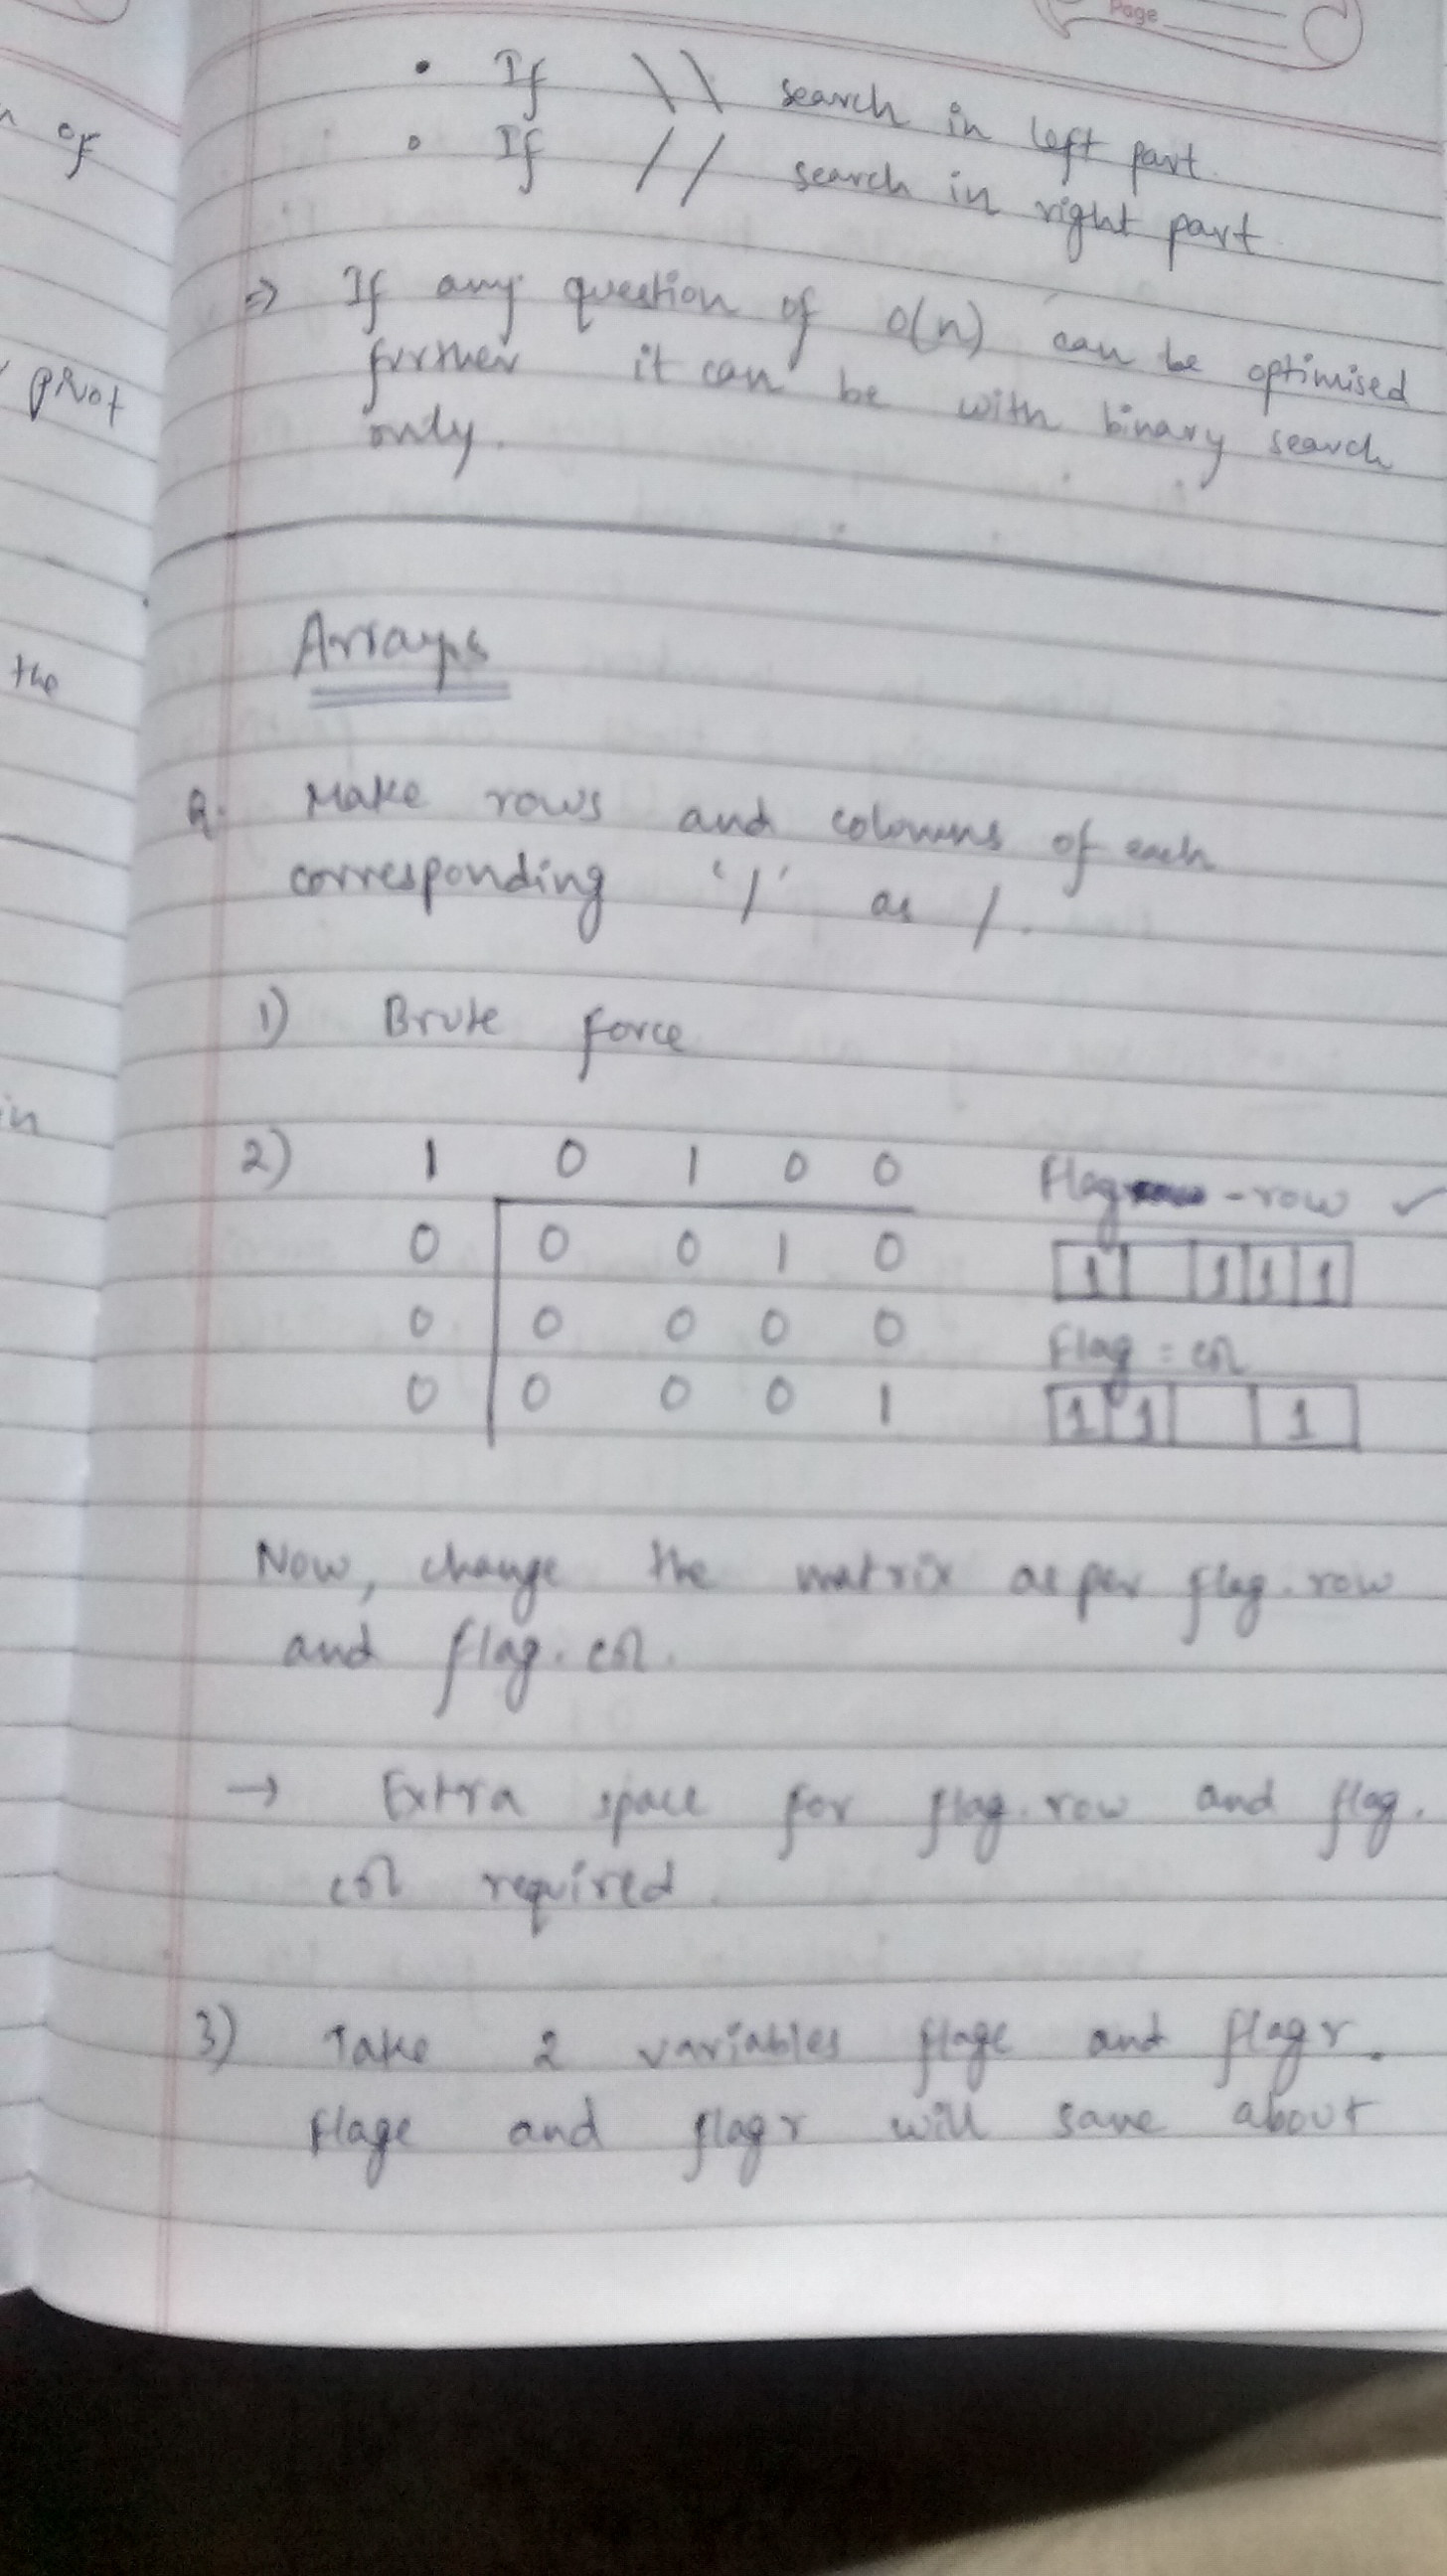 Page
n of
pivot
the
in
• If \\ search in left part.
• If // search in right part
=> If any question of O(n) can be optimised
further it can be with binary search
only.
Arrays
Q. Make rows and coloumns of each
corresponding '1' as 1.
1) Brute force
2) 1 0 1 0 0 Flag - row ✓
0 0 0 1 0 1 1 1 1
0 0 0 0 0 Flag = col
0 0 0 0 1 1 1 1
Now, change the matrix as per flag.row
and flag.col.
→ Extra space for flag.row and flag.
col required.
3) Take 2 variables flagc and flagr.
flagc and flagr will save about